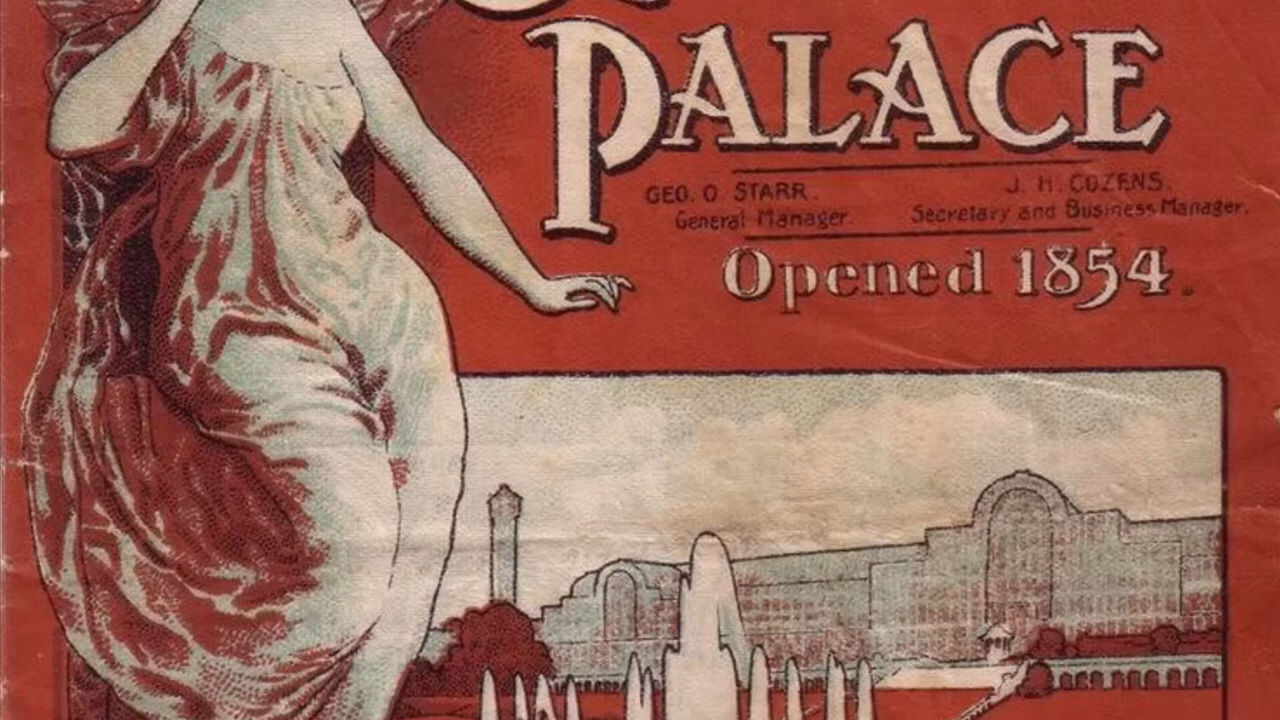 PALACE
GEO. O STARR. J. H. COZENS.
General Manager. Secretary and Business Manager.
Opened 1854.